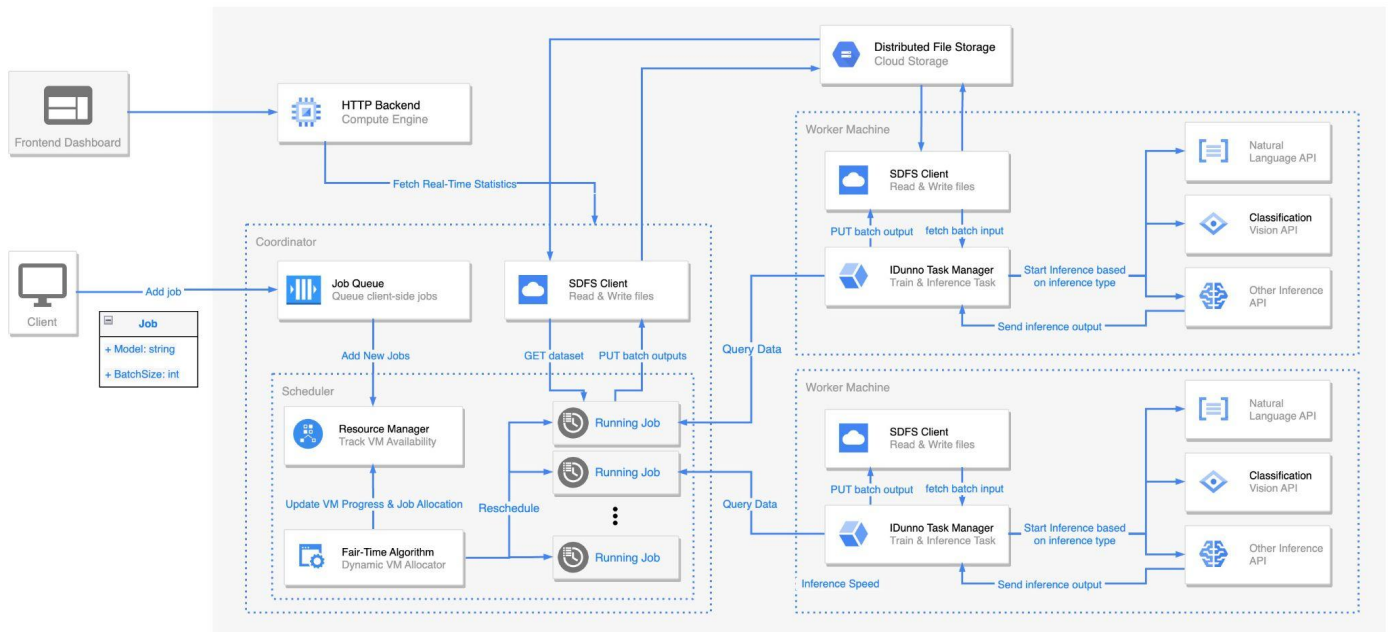 Distributed File Storage
Cloud Storage
HTTP Backend
Compute Engine
Frontend Dashboard
Fetch Real-Time Statistics
Coordinator
Client
Add job
Job
+ Model: string
+ BatchSize: int
Job Queue
Queue client-side jobs
SDFS Client
Read & Write files
Add New Jobs
GET dataset
PUT batch outputs
Scheduler
Resource Manager
Track VM Availability
Running Job
Running Job
Running Job
Update VM Progress & Job Allocation
Reschedule
Fair-Time Algorithm
Dynamic VM Allocator
Query Data
Query Data
Worker Machine
SDFS Client
Read & Write files
PUT batch output
fetch batch input
IDunno Task Manager
Train & Inference Task
Start Inference based
on inference type
Send inference output
Natural
Language API
Classification
Vision API
Other Inference
API
Worker Machine
SDFS Client
Read & Write files
PUT batch output
fetch batch input
IDunno Task Manager
Train & Inference Task
Start Inference based
on inference type
Inference Speed
Send inference output
Natural
Language API
Classification
Vision API
Other Inference
API